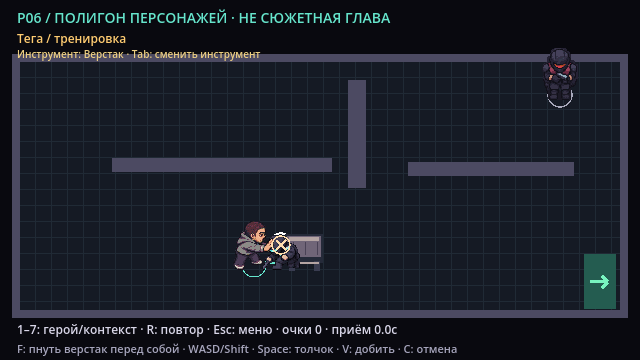 P06 / ПОЛИГОН ПЕРСОНАЖЕЙ · НЕ СЮЖЕТНАЯ ГЛАВА
Тега / тренировка
Инструмент: Верстак · Tab: сменить инструмент
1–7: герой/контекст · R: повтор · Esc: меню · очки 0 · приём 0.0с
F: пнуть верстак перед собой · WASD/Shift · Space: толчок · V: добить · C: отмена